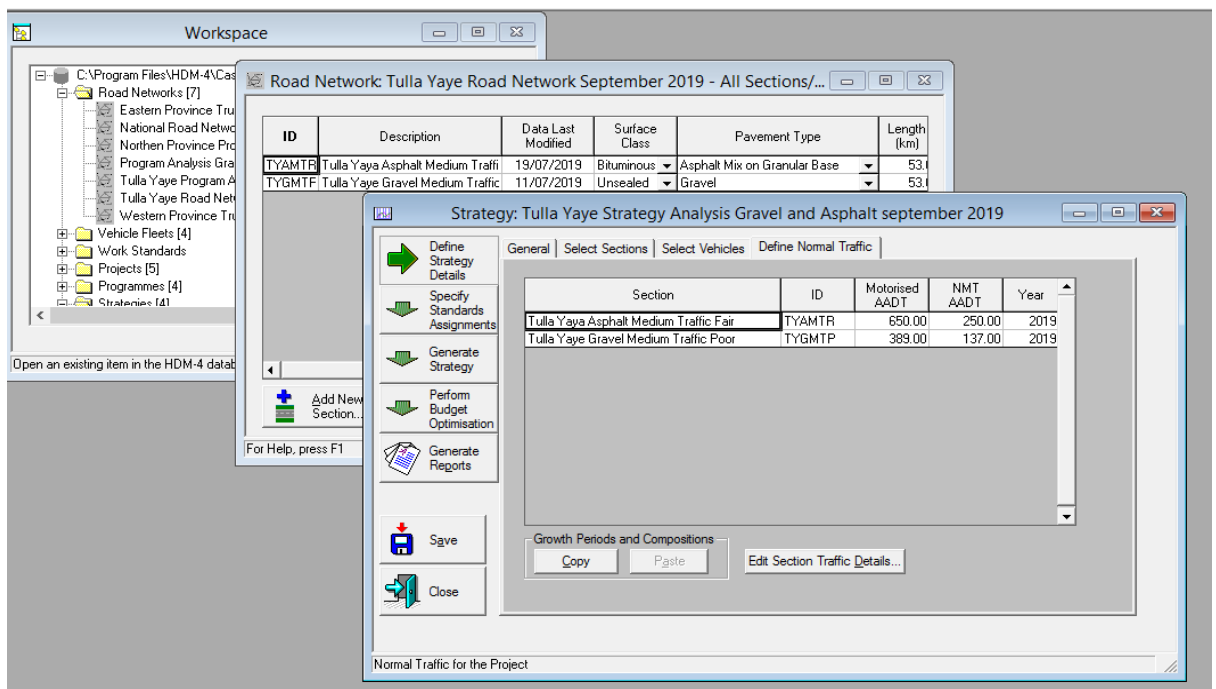 Workspace
C:\Program Files\HDM-4\Cas
Road Networks [7]
Eastern Province Tru
National Road Netwo
Northen Province Pro
Program Analysis Gra
Tulla Yaye Program A
Tulla Yaye Road Net
Western Province Tru
Vehicle Fleets [4]
Work Standards
Projects [5]
Programmes [4]
Strategies [4]
Open an existing item in the HDM-4 datab
Road Network: Tulla Yaye Road Network September 2019 - All Sections/...
ID Description Data Last Modified Surface Class Pavement Type Length (km)
TYAMTR Tulla Yaya Asphalt Medium Traffi 19/07/2019 Bituminous Asphalt Mix on Granular Base 53.
TYGMTF Tulla Yaye Gravel Medium Traffic 11/07/2019 Unsealed Gravel 53.
Add New
Section...
For Help, press F1
Strategy: Tulla Yaye Strategy Analysis Gravel and Asphalt september 2019
Define
Strategy
Details
Specify
Standards
Assignments
Generate
Strategy
Perform
Budget
Optimisation
Generate
Reports
Save
Close
General Select Sections Select Vehicles Define Normal Traffic
Section ID Motorised AADT NMT AADT Year
Tulla Yaya Asphalt Medium Traffic Fair TYAMTR 650.00 250.00 2019
Tulla Yaye Gravel Medium Traffic Poor TYGMTP 389.00 137.00 2019
Growth Periods and Compositions
Copy Paste Edit Section Traffic Details...
Normal Traffic for the Project